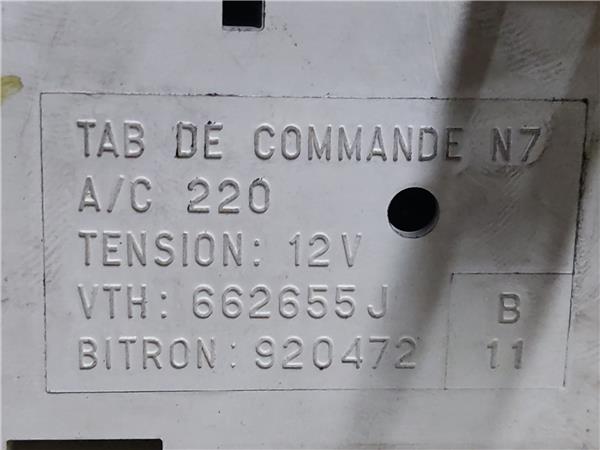 TAB DE COMMANDE N7
A/C 220
TENSION: 12V
VTH: 662655J
BITRON: 920472
B
11